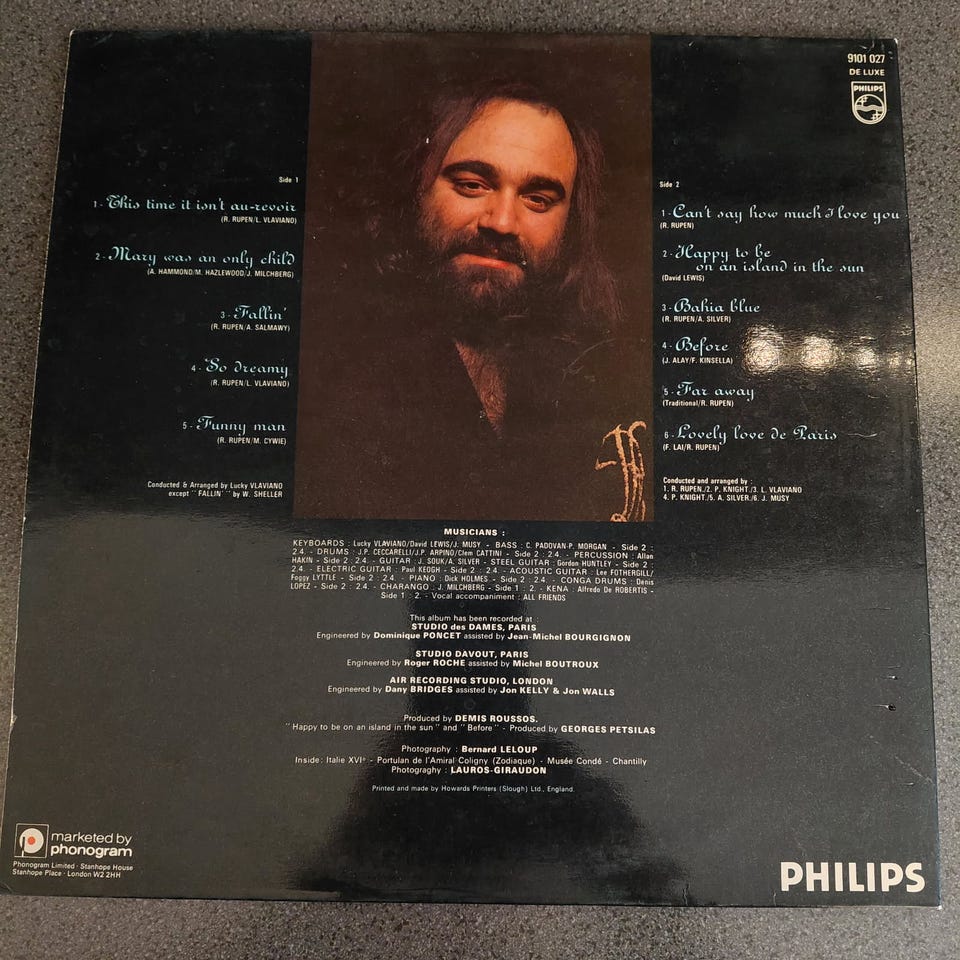 9101 027
DE LUXE
PHILIPS
Side 1
1 - This time it isn't au-revoir
(R. RUPEN/L. VLAVIANO)
2 - Mary was an only child
(A. HAMMOND/M. HAZLEWOOD/J. MILCHBERG)
3 - Fallin'
(R. RUPEN/A. SALMAWY)
4 - So dreamy
(R. RUPEN/L. VLAVIANO)
5 - Funny man
(R. RUPEN/M. CYWIE)
Conducted & Arranged by Lucky VLAVIANO
except "FALLIN'" by W. SHELLER
Side 2
1 - Can't say how much I love you
(R. RUPEN)
2 - Happy to be
on an island in the sun
(David LEWIS)
3 - Bahia blue
(R. RUPEN/A. SILVER)
4 - Before
(J. ALAY/F. KINSELLA)
5 - Far away
(Traditional/R. RUPEN)
6 - Lovely love de Paris
(F. LAI/R. RUPEN)
Conducted and arranged by :
1. R. RUPEN./2. P. KNIGHT./3. L. VLAVIANO
4. P. KNIGHT./5. A. SILVER./6. J. MUSY
MUSICIANS :
KEYBOARDS : Lucky VLAVIANO/David LEWIS/J. MUSY - BASS : C. PADOVAN-P. MORGAN - Side 2 :
2.4. - DRUMS : J.P. CECCARELLI/J.P. ARPINO/Clem CATTINI - Side 2 : 2.4. - PERCUSSION : Allan
HAKIN - Side 2 : 2.4. - GUITAR : J. SOUK/A. SILVER - STEEL GUITAR : Gordon HUNTLEY - Side 2 :
2.4. - ELECTRIC GUITAR : Paul KEOGH - Side 2 : 2.4. - ACOUSTIC GUITAR : Lee FOTHERGILL/
Foggy LYTTLE - Side 2 : 2.4. - PIANO : Dick HOLMES - Side 2 : 2.4. - CONGA DRUMS : Denis
LOPEZ - Side 2 : 2.4. - CHARANGO : J. MILCHBERG - Side 1 : 2. - KENA : Alfredo De ROBERTIS -
Side 1 : 2. - Vocal accompaniment : ALL FRIENDS
This album has been recorded at :
STUDIO des DAMES, PARIS
Engineered by Dominique PONCET assisted by Jean-Michel BOURGIGNON
STUDIO DAVOUT, PARIS
Engineered by Roger ROCHE assisted by Michel BOUTROUX
AIR RECORDING STUDIO, LONDON
Engineered by Dany BRIDGES assisted by Jon KELLY & Jon WALLS
Produced by DEMIS ROUSSOS.
"Happy to be on an island in the sun" and "Before" - Produced by GEORGES PETSILAS
Photography : Bernard LELOUP
Inside : Italie XVIe - Portulan de l'Amiral Coligny (Zodiaque) - Musée Condé - Chantilly
Photograghy : LAUROS-GIRAUDON
Printed and made by Howards Printers (Slough) Ltd., England.
marketed by
phonogram
Phonogram Limited · Stanhope House
Stanhope Place · London W2 2HH
PHILIPS